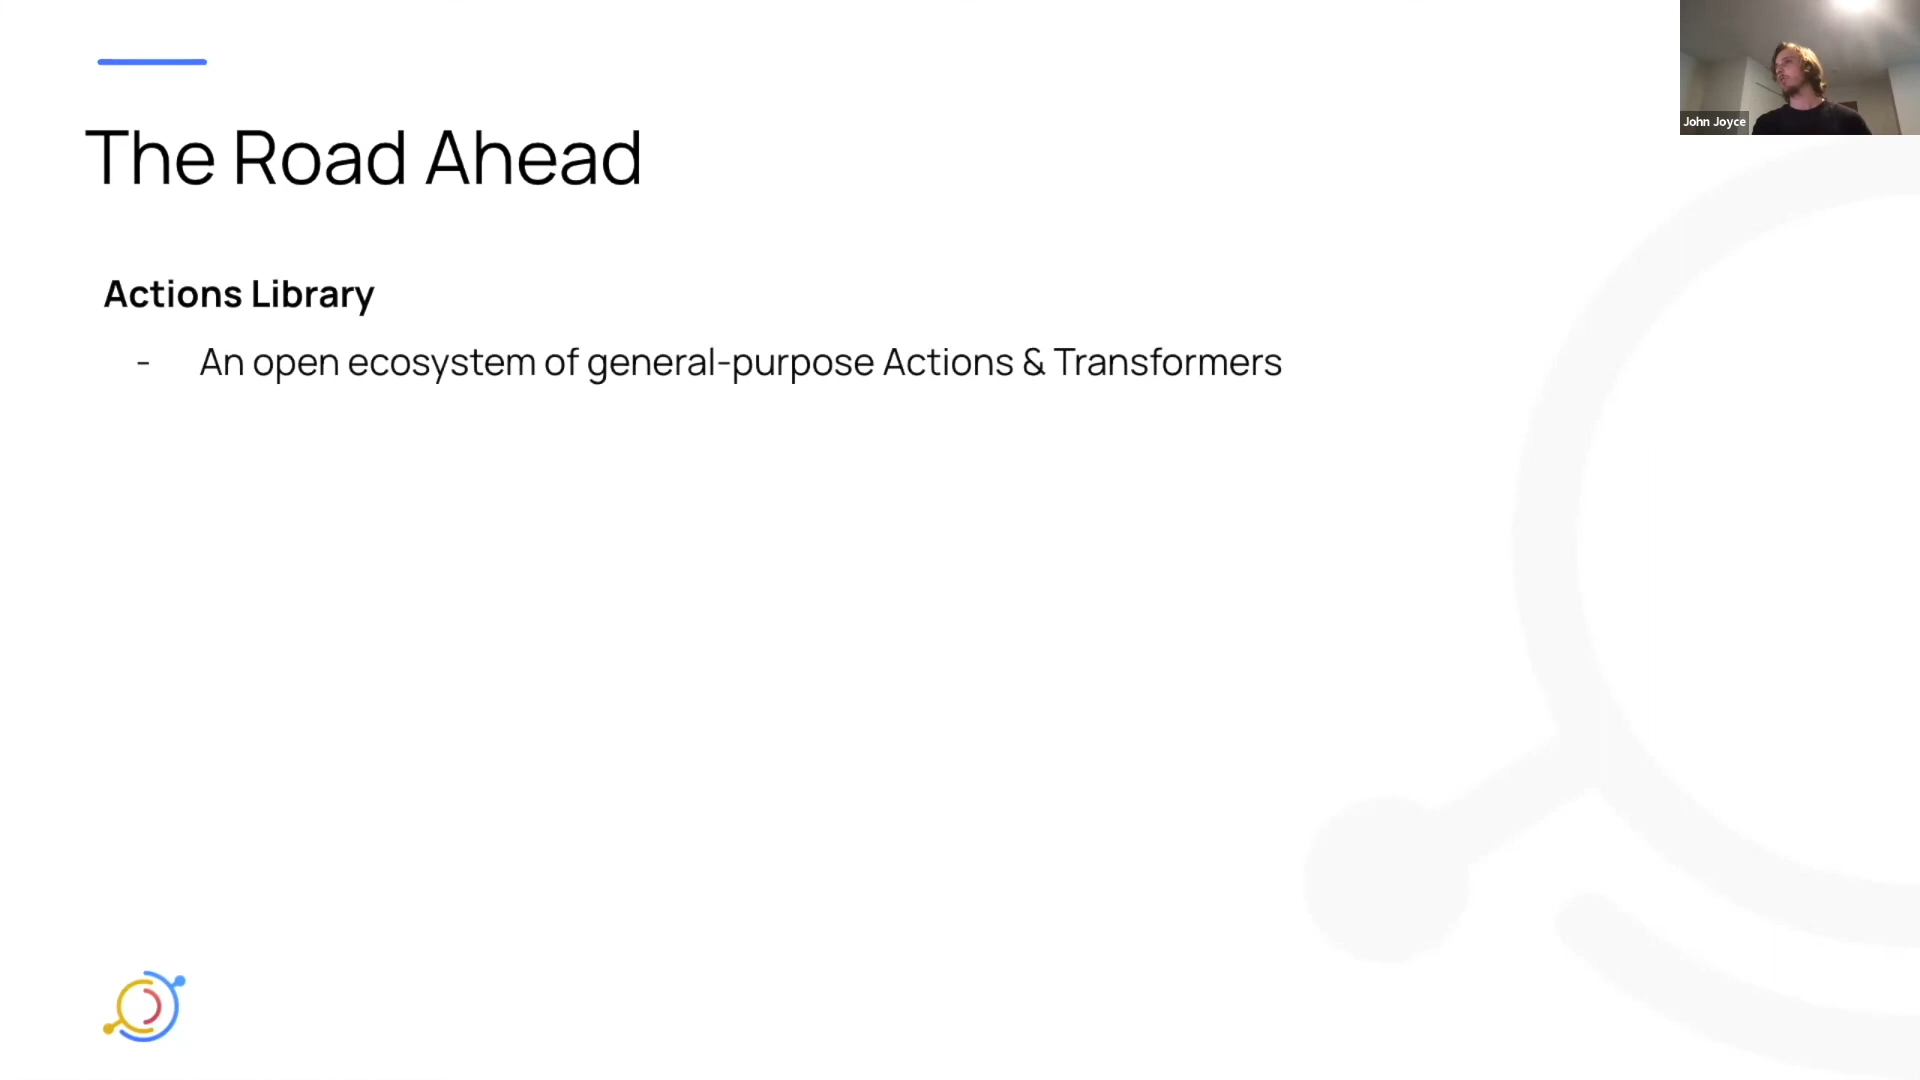 The Road Ahead
John Joyce
Actions Library
- An open ecosystem of general-purpose Actions & Transformers